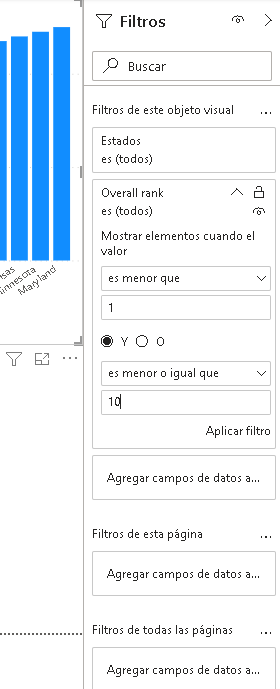 Filtros
Buscar
Filtros de este objeto visual
...
Estados
es (todos)
Overall rank
es (todos)
Mostrar elementos cuando el
valor
es menor que
1
Y O
es menor o igual que
10
Aplicar filtro
Agregar campos de datos a...
Filtros de esta página
...
Agregar campos de datos a...
Filtros de todas las páginas
...
Agregar campos de datos a...
Maryland